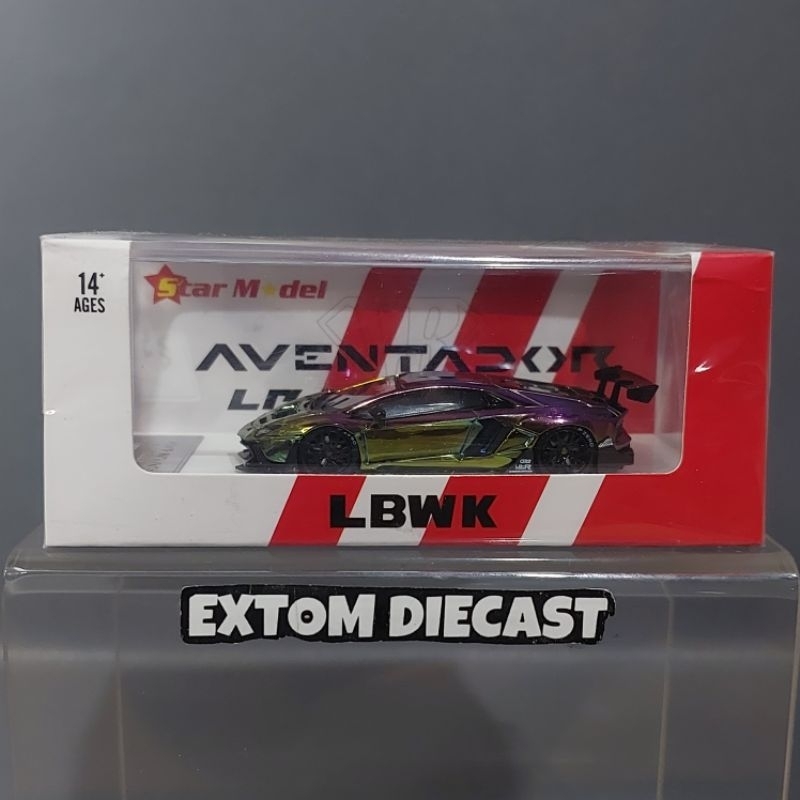 14+
AGES
Star Model
AVENTADOR
LBWK
EXTOM DIECAST